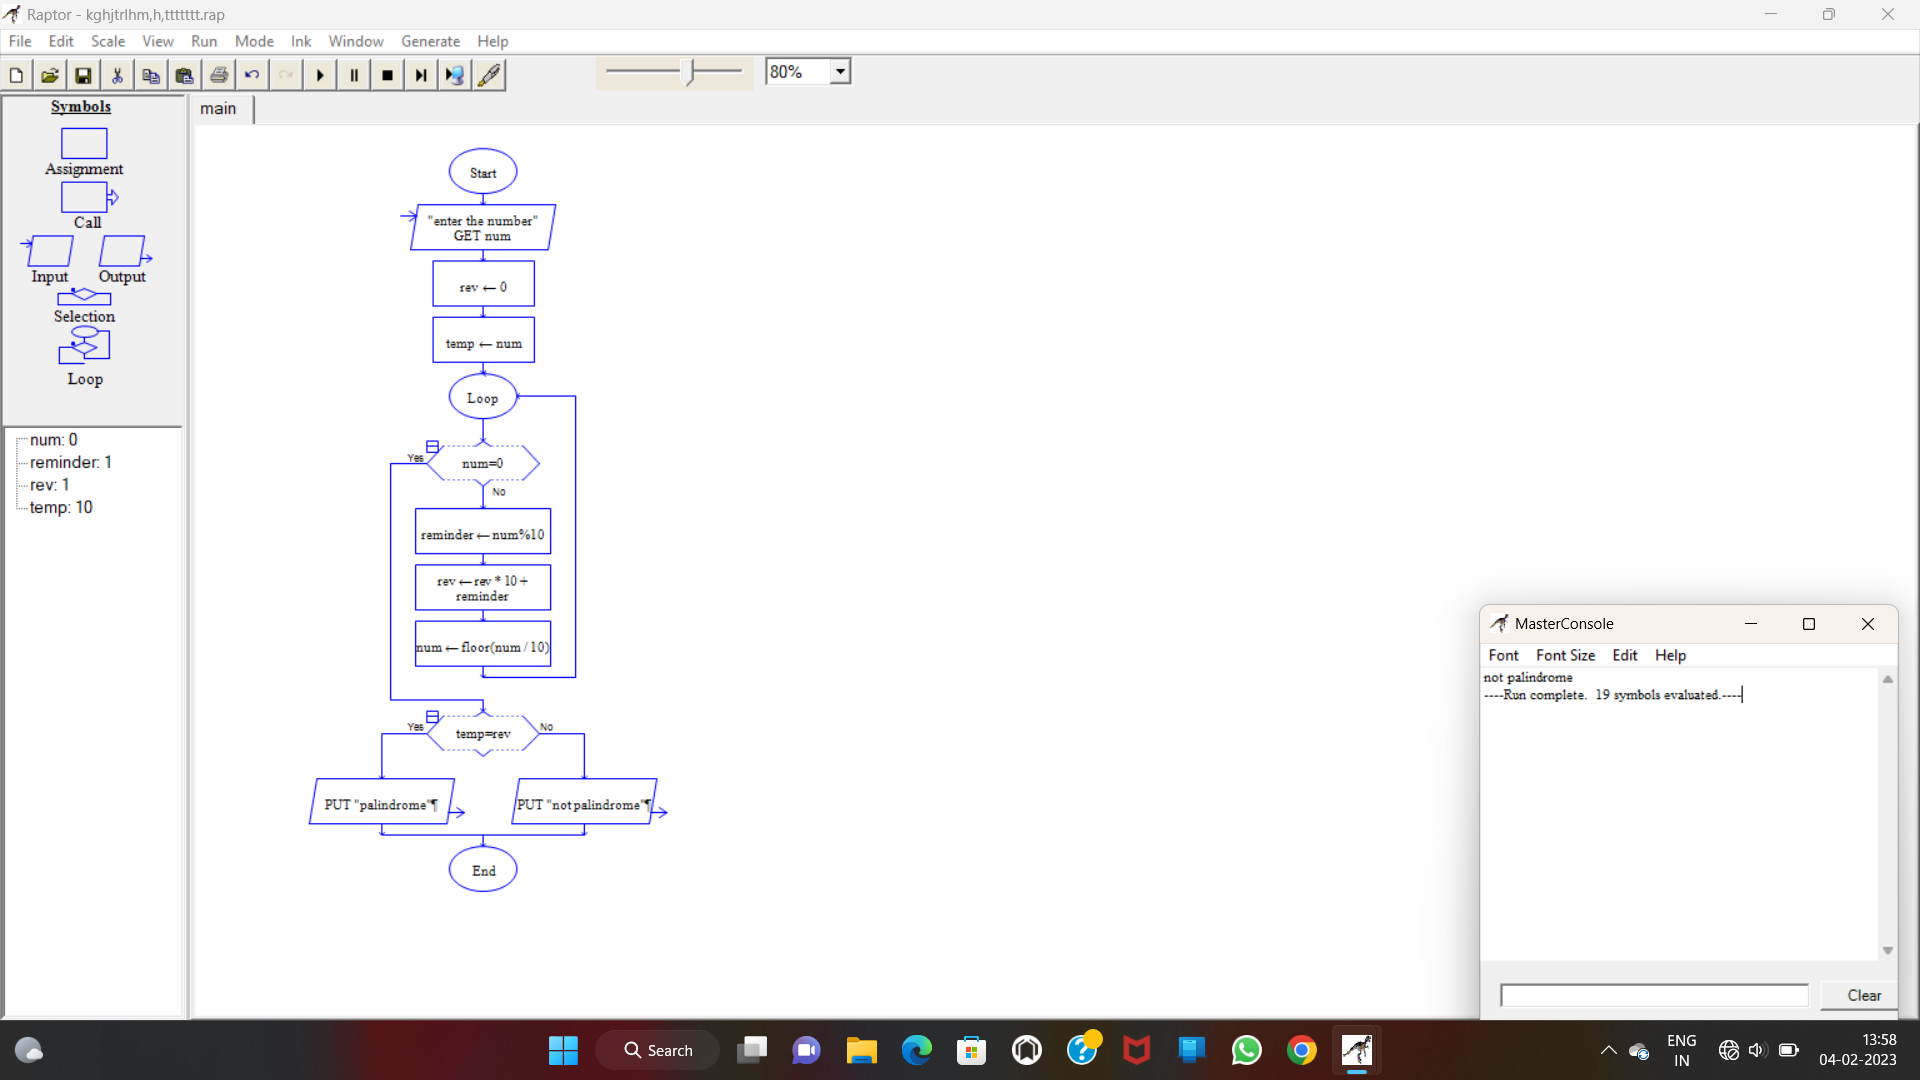 Raptor - kghjtrlhm,h,ttttttt.rap
File Edit Scale View Run Mode Ink Window Generate Help
80%
Symbols
Assignment
Call
Input Output
Selection
Loop
num: 0
reminder: 1
rev: 1
temp: 10
main
Start
"enter the number"
GET num
rev ← 0
temp ← num
Loop
Yes
num=0
No
reminder ← num%10
rev ← rev * 10 +
reminder
num ← floor(num / 10)
Yes
temp=rev
No
PUT "palindrome"¶
PUT "not palindrome"¶
End
MasterConsole
Font Font Size Edit Help
not palindrome
----Run complete. 19 symbols evaluated.----
Clear
Search
ENG
IN
13:58
04-02-2023